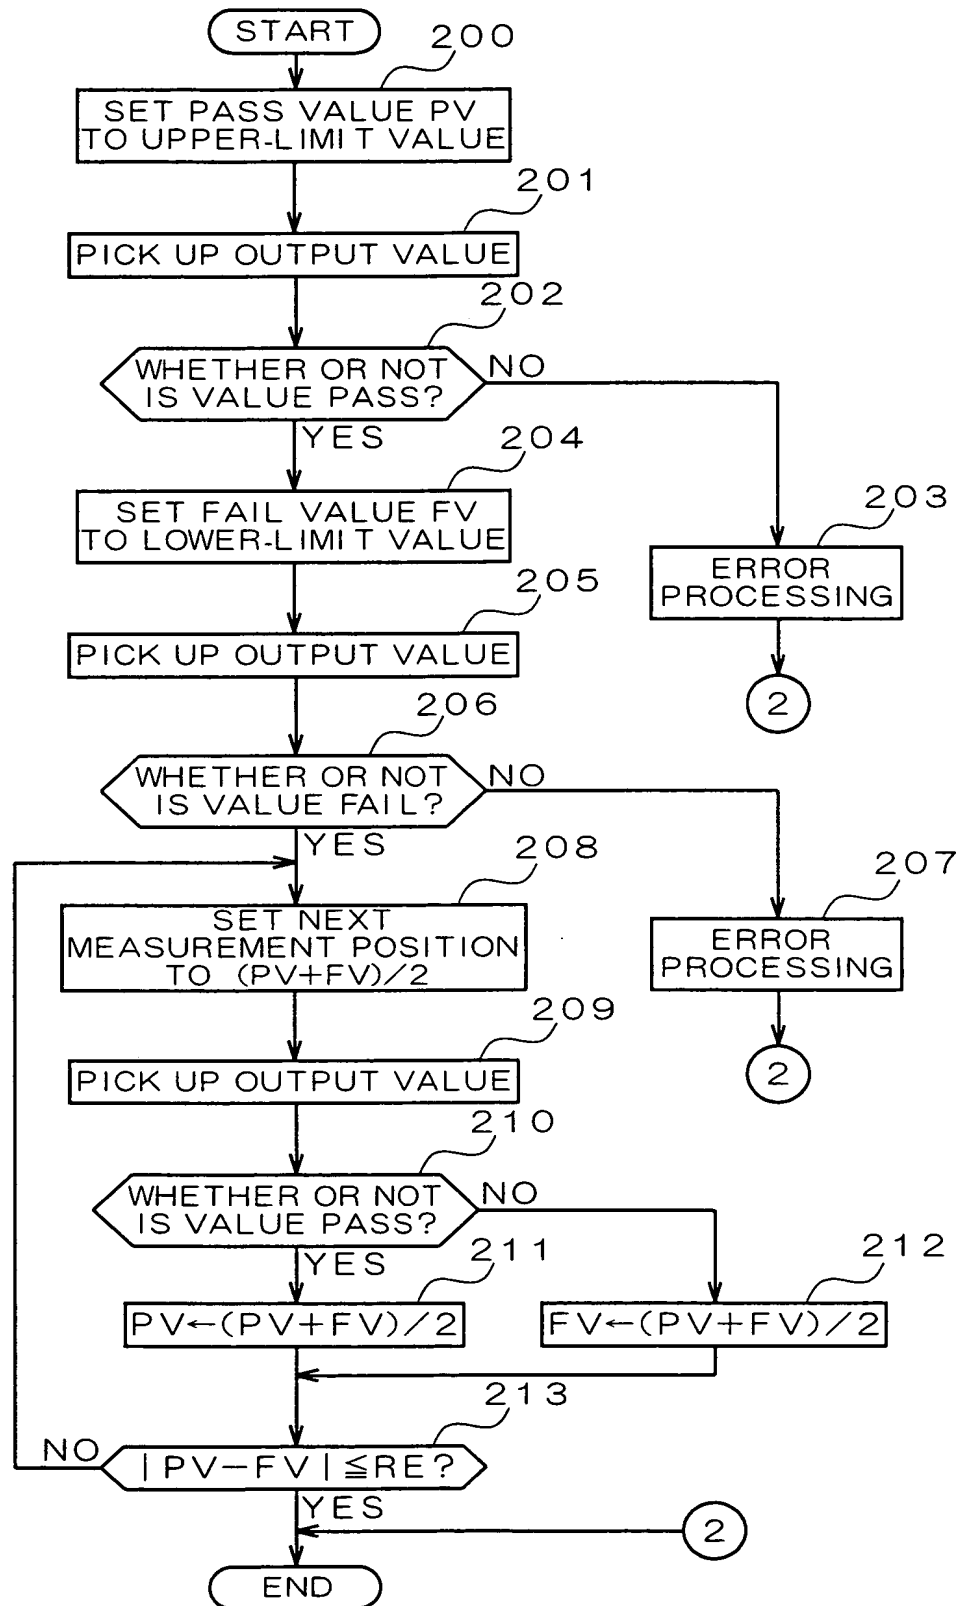 START
200
SET PASS VALUE PV
TO UPPER-LIMIT VALUE
201
PICK UP OUTPUT VALUE
202
WHETHER OR NOT
IS VALUE PASS?
NO
YES
204
SET FAIL VALUE FV
TO LOWER-LIMIT VALUE
203
ERROR
PROCESSING
2
205
PICK UP OUTPUT VALUE
206
WHETHER OR NOT
IS VALUE FAIL?
NO
YES
207
ERROR
PROCESSING
2
208
SET NEXT
MEASUREMENT POSITION
TO (PV+FV)/2
209
PICK UP OUTPUT VALUE
210
WHETHER OR NOT
IS VALUE PASS?
NO
YES
211
PV←(PV+FV)/2
212
FV←(PV+FV)/2
213
|PV−FV|≦RE?
NO
YES
2
END